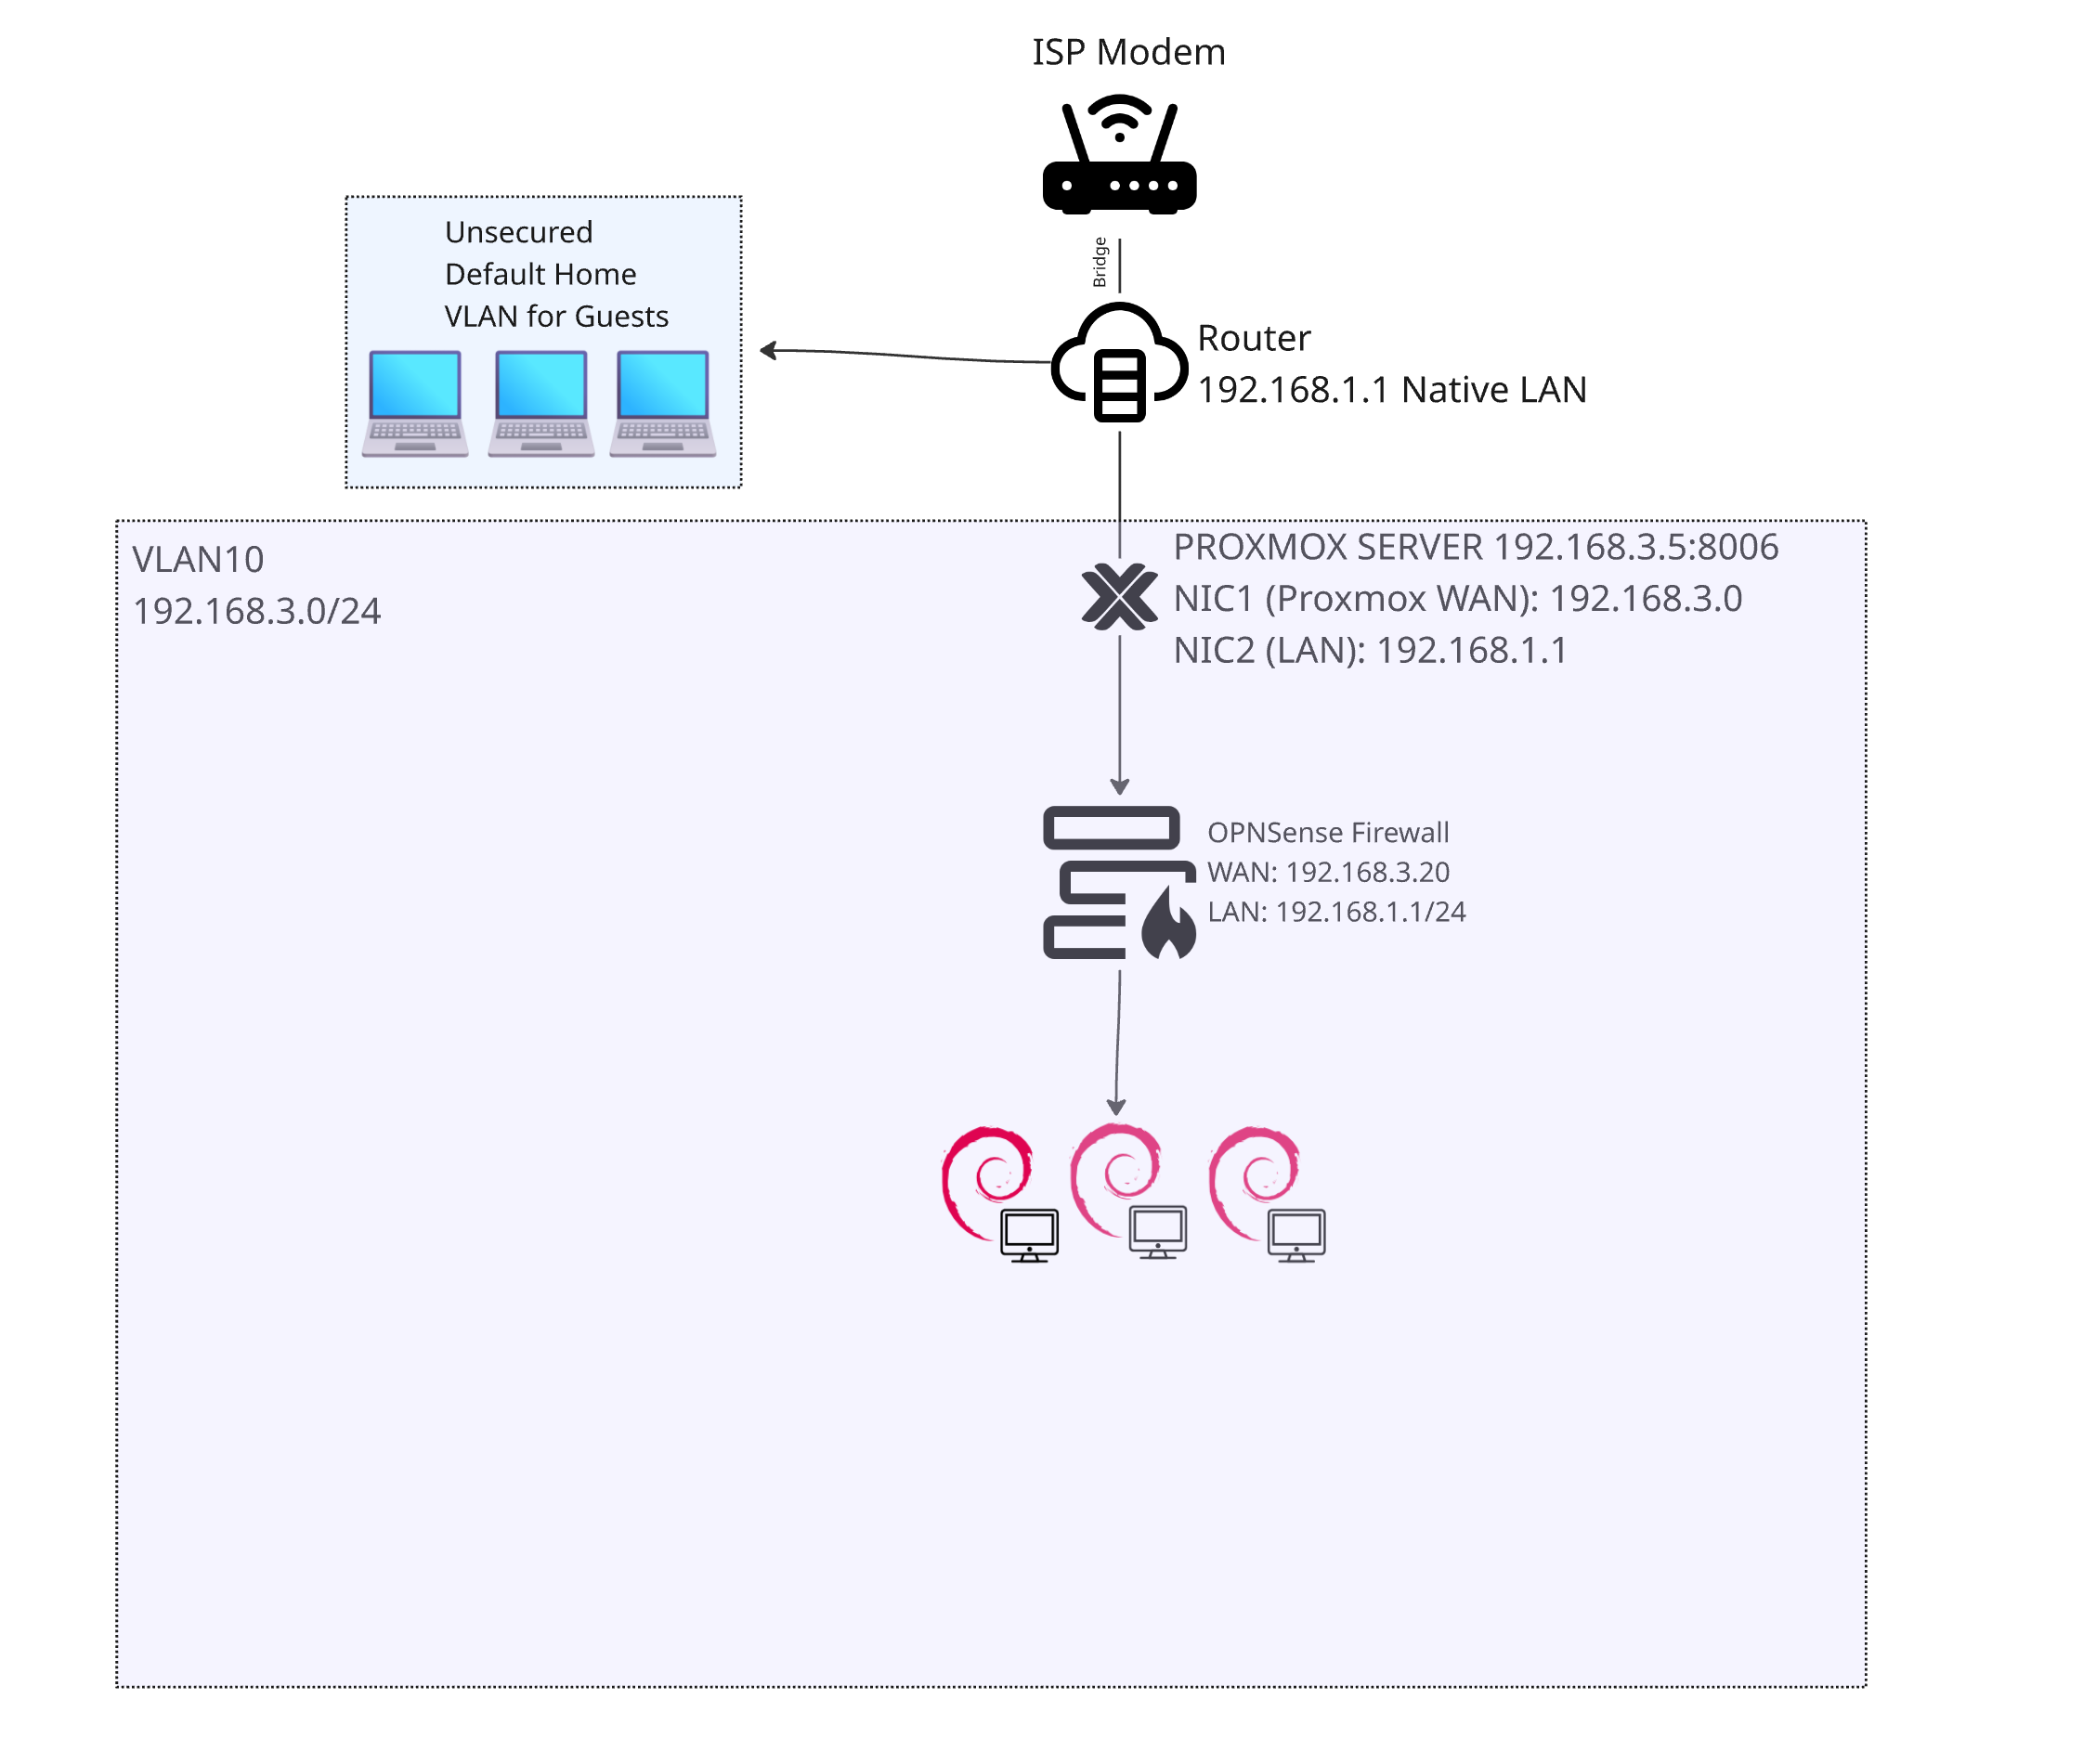 ISP Modem
Bridge
Unsecured
Default Home
VLAN for Guests
Router
192.168.1.1 Native LAN
VLAN10
192.168.3.0/24
PROXMOX SERVER 192.168.3.5:8006
NIC1 (Proxmox WAN): 192.168.3.0
NIC2 (LAN): 192.168.1.1
OPNSense Firewall
WAN: 192.168.3.20
LAN: 192.168.1.1/24